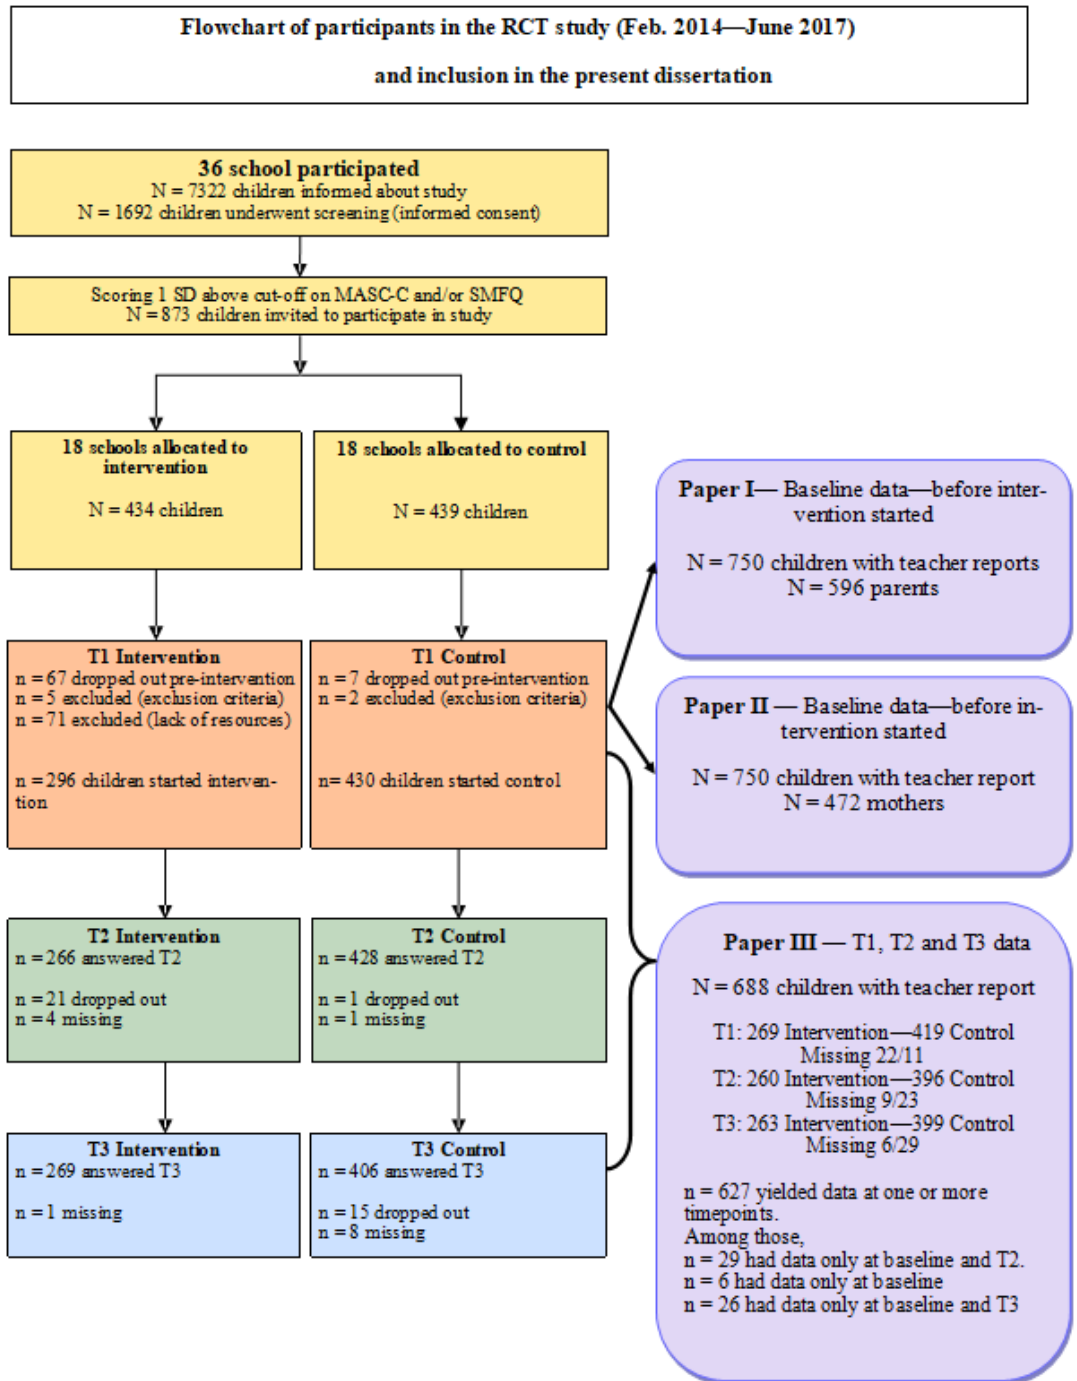 Flowchart of participants in the RCT study (Feb. 2014—June 2017)
and inclusion in the present dissertation
36 school participated
N = 7322 children informed about study
N = 1692 children underwent screening (informed consent)
Scoring 1 SD above cut-off on MASC-C and/or SMFQ
N = 873 children invited to participate in study
18 schools allocated to
intervention
N = 434 children
18 schools allocated to control
N = 439 children
Paper I— Baseline data—before inter-
vention started
N = 750 children with teacher reports
N = 596 parents
T1 Intervention
n = 67 dropped out pre-intervention
n = 5 excluded (exclusion criteria)
n = 71 excluded (lack of resources)
n = 296 children started interven-
tion
T1 Control
n = 7 dropped out pre-intervention
n = 2 excluded (exclusion criteria)
n= 430 children started control
Paper II — Baseline data—before in-
tervention started
N = 750 children with teacher report
N = 472 mothers
T2 Intervention
n = 266 answered T2
n = 21 dropped out
n = 4 missing
T2 Control
n = 428 answered T2
n = 1 dropped out
n = 1 missing
Paper III — T1, T2 and T3 data
N = 688 children with teacher report
T1: 269 Intervention—419 Control
Missing 22/11
T2: 260 Intervention—396 Control
Missing 9/23
T3: 263 Intervention—399 Control
Missing 6/29
n = 627 yielded data at one or more
timepoints.
Among those,
n = 29 had data only at baseline and T2.
n = 6 had data only at baseline
n = 26 had data only at baseline and T3
T3 Intervention
n = 269 answered T3
n = 1 missing
T3 Control
n = 406 answered T3
n = 15 dropped out
n = 8 missing